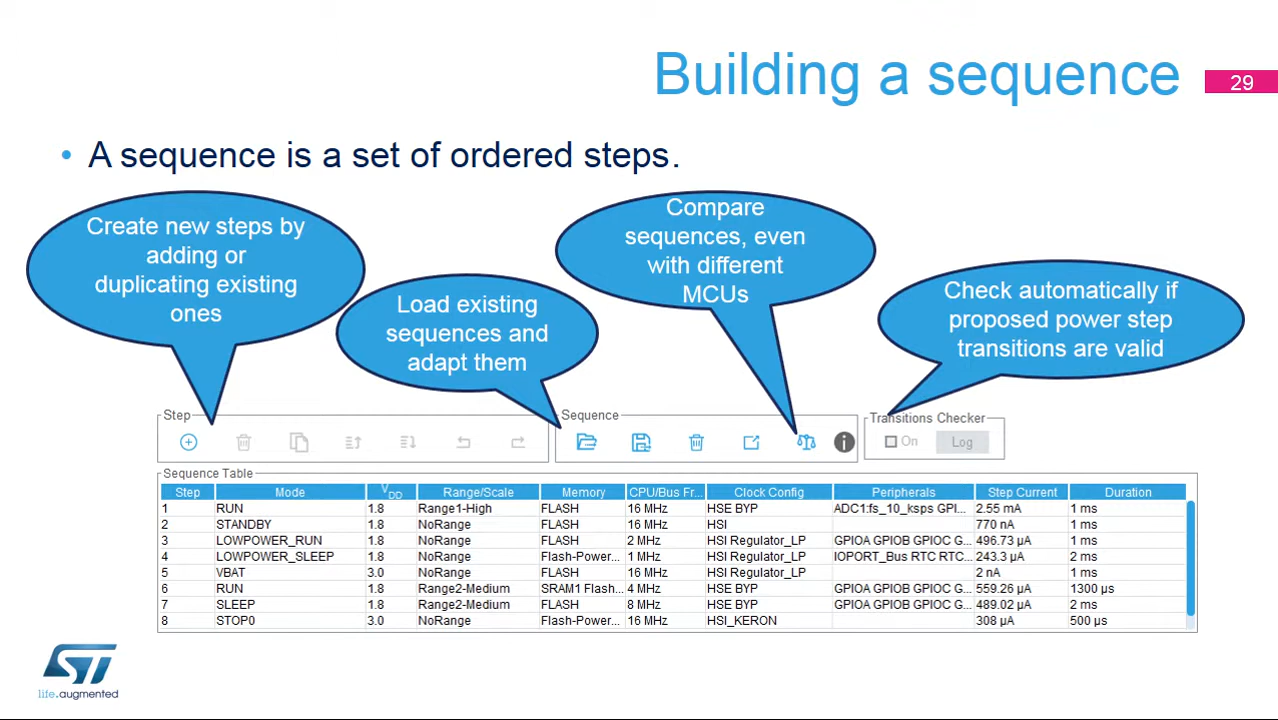 Building a sequence
29
• A sequence is a set of ordered steps.
Create new steps by
adding or
duplicating existing
ones
Load existing
sequences and
adapt them
Compare
sequences, even
with different
MCUs
Check automatically if
proposed power step
transitions are valid
Step
Sequence
Transitions Checker
On
Log
Sequence Table
Step Mode VDD Range/Scale Memory CPU/Bus Fr... Clock Config Peripherals Step Current Duration
1 RUN 1.8 Range1-High FLASH 16 MHz HSE BYP ADC1:fs_10_ksps GPI... 2.55 mA 1 ms
2 STANDBY 1.8 NoRange FLASH 16 MHz HSI 770 nA 1 ms
3 LOWPOWER_RUN 1.8 NoRange FLASH 2 MHz HSI Regulator_LP GPIOA GPIOB GPIOC G... 496.73 µA 1 ms
4 LOWPOWER_SLEEP 1.8 NoRange Flash-Power... 1 MHz HSI Regulator_LP IOPORT_Bus RTC RTC... 243.3 µA 2 ms
5 VBAT 3.0 NoRange FLASH 16 MHz HSI Regulator_LP 2 nA 1 ms
6 RUN 1.8 Range2-Medium SRAM1 Flash... 4 MHz HSE BYP GPIOA GPIOB GPIOC G... 559.26 µA 1300 µs
7 SLEEP 1.8 Range2-Medium FLASH 8 MHz HSE BYP GPIOA GPIOB GPIOC G... 489.02 µA 2 ms
8 STOP0 3.0 NoRange Flash-Power... 16 MHz HSI_KERON 308 µA 500 µs
ST
life.augmented